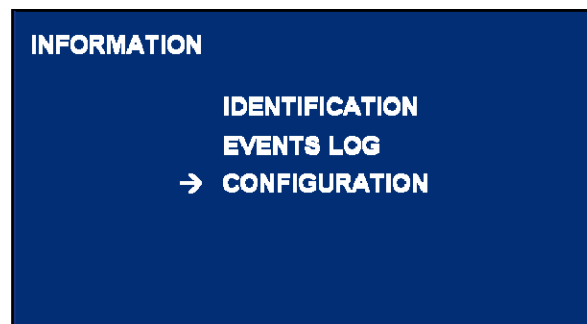 INFORMATION
IDENTIFICATION
EVENTS LOG
→ CONFIGURATION